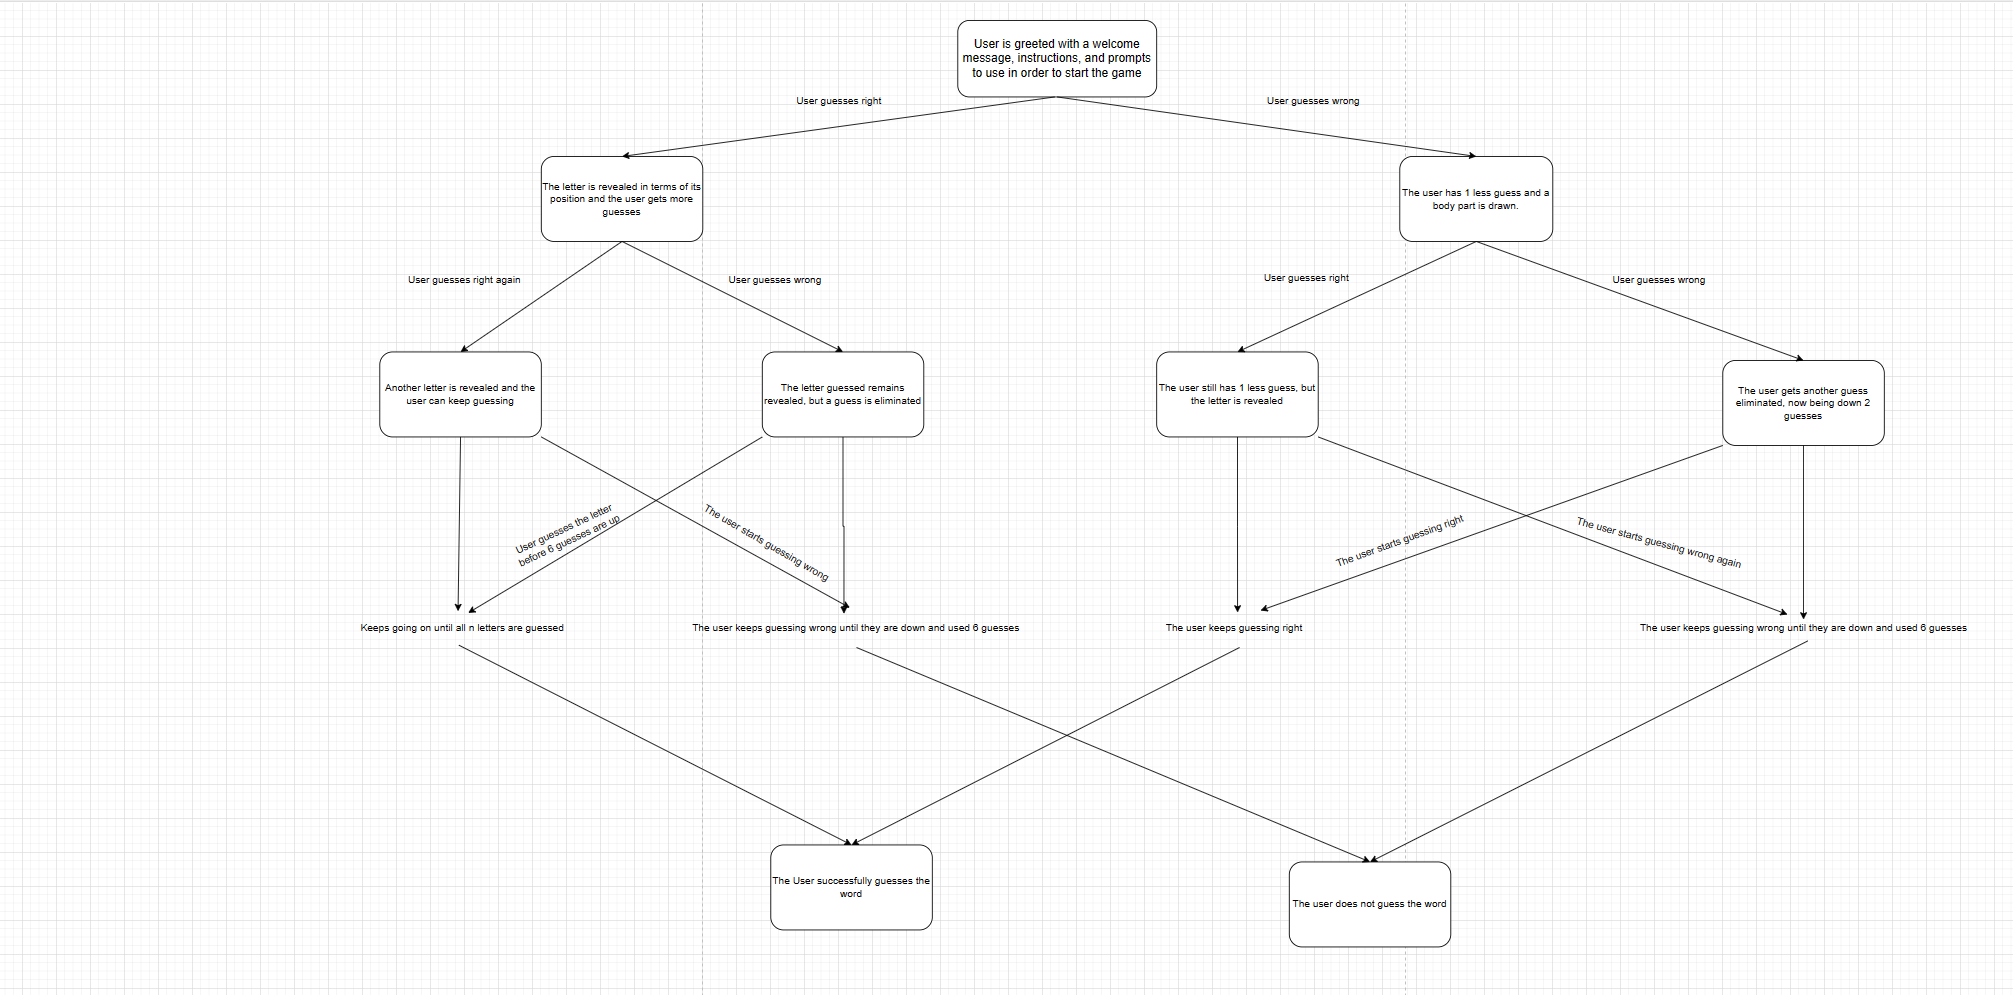 User is greeted with a welcome
message, instructions, and prompts
to use in order to start the game
User guesses right
User guesses wrong
The letter is revealed in terms of its
position and the user gets more
guesses
The user has 1 less guess and a
body part is drawn.
User guesses right again
User guesses wrong
User guesses right
User guesses wrong
Another letter is revealed and the
user can keep guessing
The letter guessed remains
revealed, but a guess is eliminated
The user still has 1 less guess, but
the letter is revealed
The user gets another guess
eliminated, now being down 2
guesses
User guesses the letter
before 6 guesses are up
The user starts guessing wrong
The user starts guessing right
The user starts guessing wrong again
Keeps going on until all n letters are guessed
The user keeps guessing wrong until they are down and used 6 guesses
The user keeps guessing right
The user keeps guessing wrong until they are down and used 6 guesses
The User successfully guesses the
word
The user does not guess the word